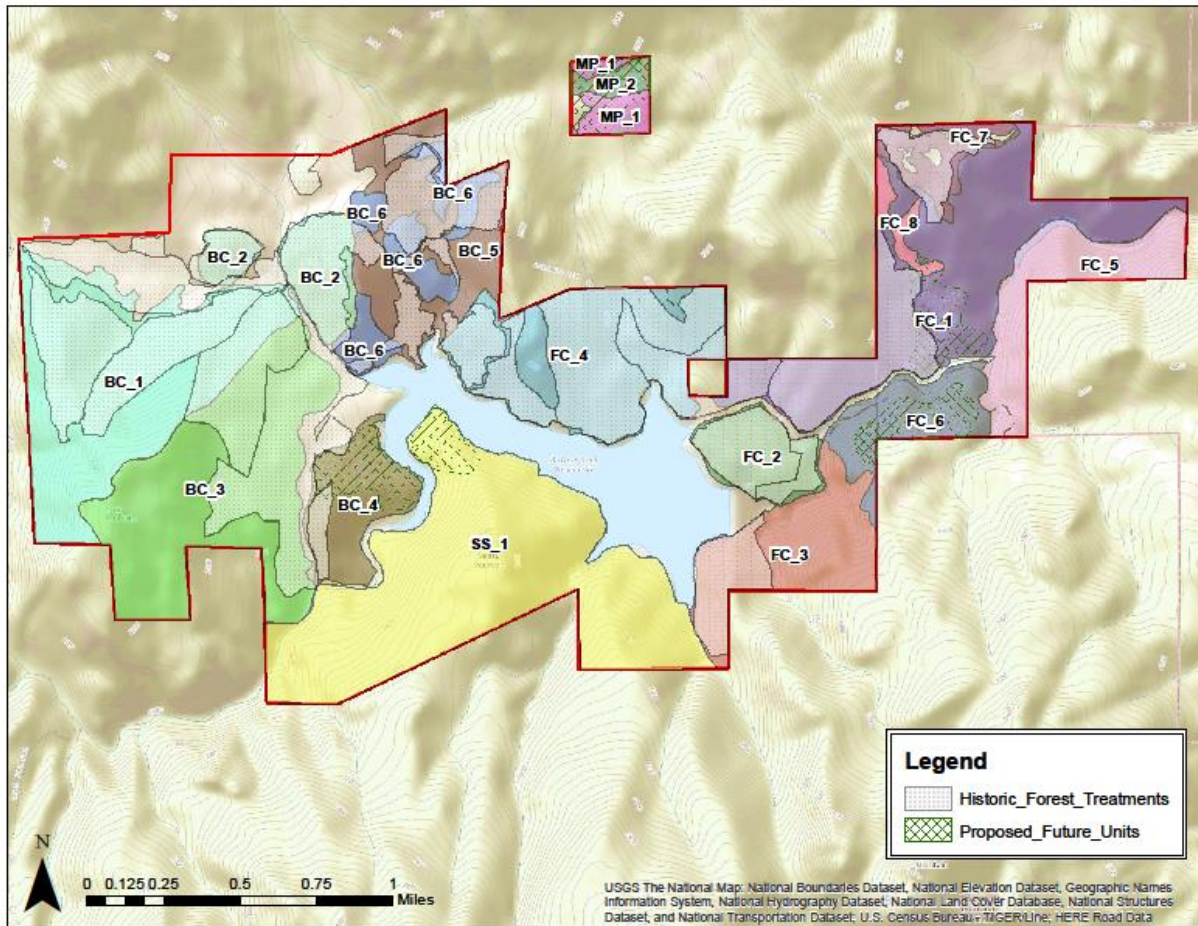 MP_1
MP_2
MP_1
FC_7
BC_6
BC_6
FC_8
BC_2
BC_5
BC_2
BC_6
FC_5
FC_1
BC_6
FC_4
BC_1
FC_6
FC_2
BC_3
BC_4
SS_1
FC_3
Legend
Historic_Forest_Treatments
Proposed_Future_Units
N
0 0.125 0.25 0.5 0.75 1
Miles
USGS The National Map: National Boundaries Dataset, National Elevation Dataset, Geographic Names
Information System, National Hydrography Dataset, National Land Cover Database, National Structures
Dataset, and National Transportation Dataset; U.S. Census Bureau - TIGER/Line; HERE Road Data